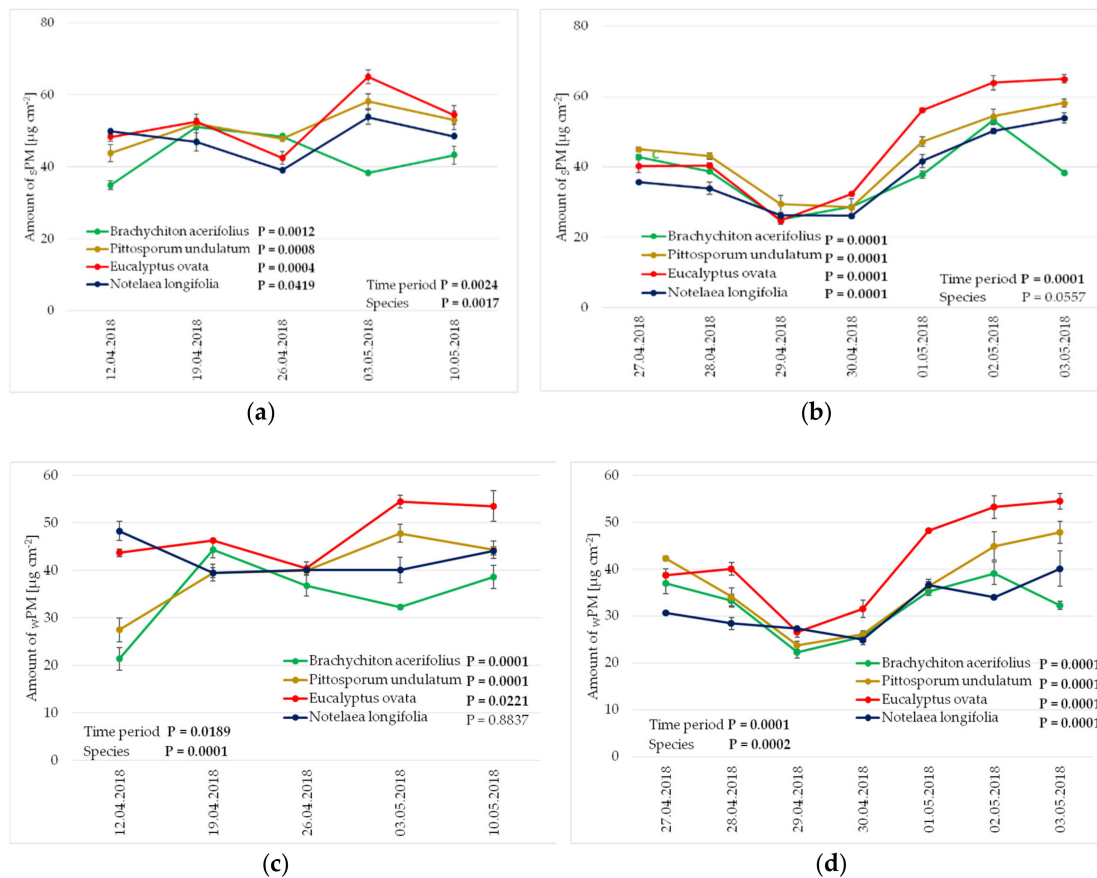 80
60
40
20
0
Amount of sPM [µg cm⁻²]
Brachychiton acerifolius P = 0.0012
Pittosporum undulatum P = 0.0008
Eucalyptus ovata P = 0.0004
Notelaea longifolia P = 0.0419
Time period P = 0.0024
Species P = 0.0017
12.04.2018
19.04.2018
26.04.2018
03.05.2018
10.05.2018
(a)
80
60
40
20
0
Amount of sPM [µg cm⁻²]
C
Brachychiton acerifolius P = 0.0001
Pittosporum undulatum P = 0.0001
Eucalyptus ovata P = 0.0001
Notelaea longifolia P = 0.0001
Time period P = 0.0001
Species P = 0.0557
27.04.2018
28.04.2018
29.04.2018
30.04.2018
01.05.2018
02.05.2018
03.05.2018
(b)
60
50
40
30
20
10
0
Amount of wPM [µg cm⁻²]
Brachychiton acerifolius P = 0.0001
Pittosporum undulatum P = 0.0001
Eucalyptus ovata P = 0.0221
Notelaea longifolia P = 0.8837
Time period P = 0.0189
Species P = 0.0001
12.04.2018
19.04.2018
26.04.2018
03.05.2018
10.05.2018
(c)
60
50
40
30
20
10
0
Amount of wPM [µg cm⁻²]
Brachychiton acerifolius P = 0.0001
Pittosporum undulatum P = 0.0001
Eucalyptus ovata P = 0.0001
Notelaea longifolia P = 0.0001
Time period P = 0.0001
Species P = 0.0002
27.04.2018
28.04.2018
29.04.2018
30.04.2018
01.05.2018
02.05.2018
03.05.2018
(d)